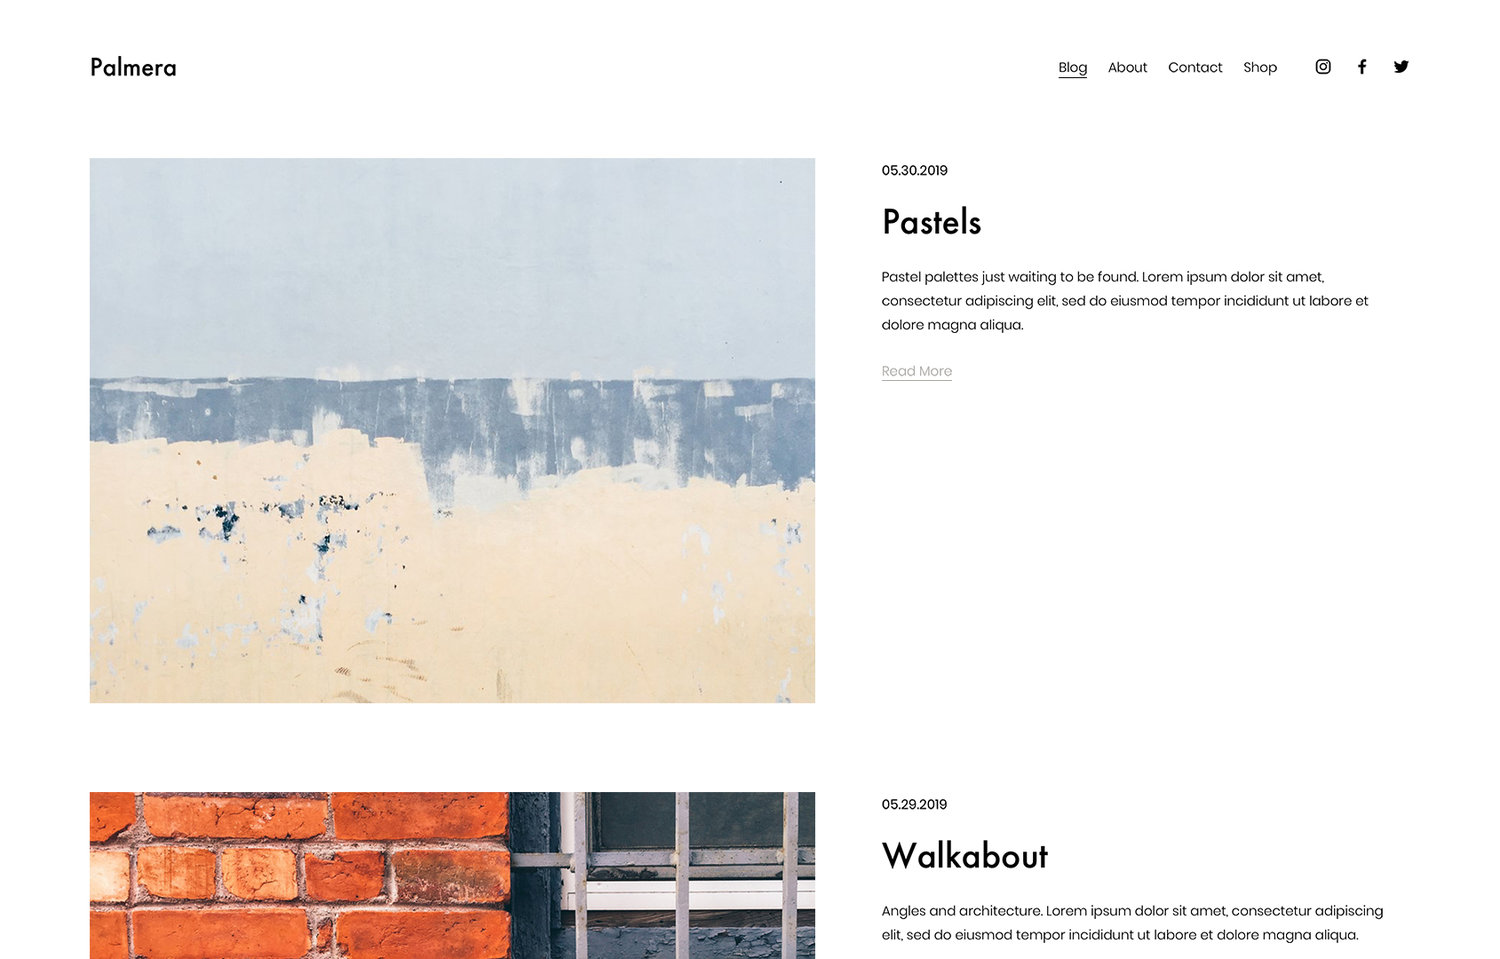 Palmera
Blog About Contact Shop
05.30.2019
Pastels
Pastel palettes just waiting to be found. Lorem ipsum dolor sit amet,
consectetur adipiscing elit, sed do eiusmod tempor incididunt ut labore et
dolore magna aliqua.
Read More
05.29.2019
Walkabout
Angles and architecture. Lorem ipsum dolor sit amet, consectetur adipiscing
elit, sed do eiusmod tempor incididunt ut labore et dolore magna aliqua.